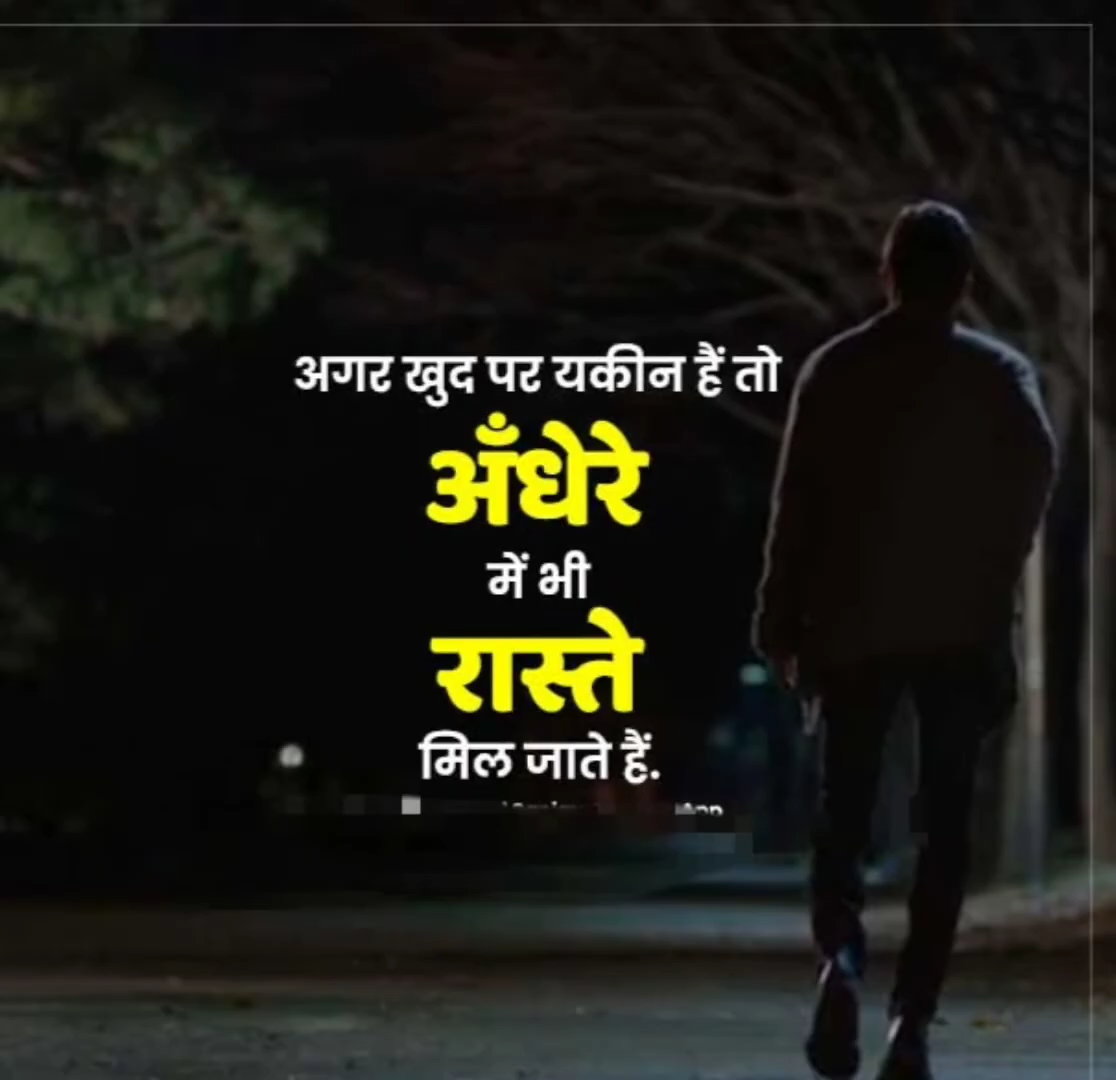 अगर खुद पर यकीन हैं तो
अँधेरे
में भी
रास्ते
मिल जाते हैं.